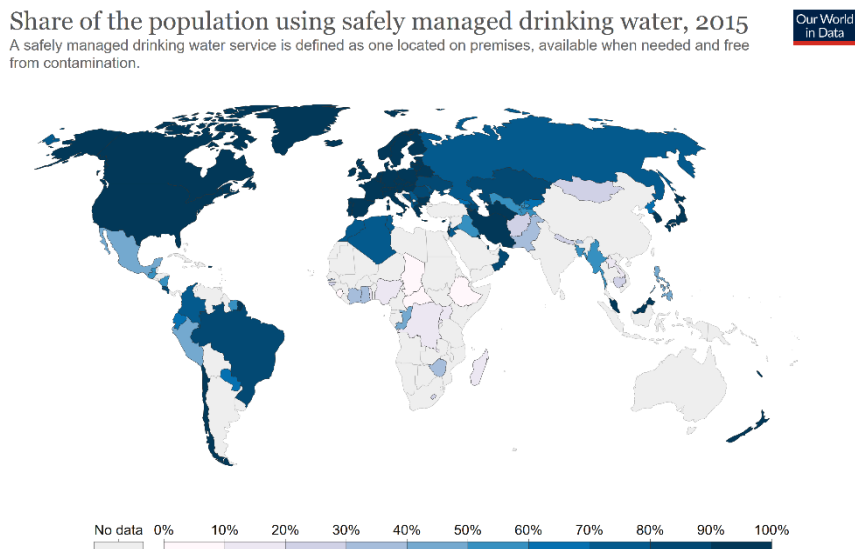 Share of the population using safely managed drinking water, 2015
A safely managed drinking water service is defined as one located on premises, available when needed and free
from contamination.
Our World
in Data
No data 0% 10% 20% 30% 40% 50% 60% 70% 80% 90% 100%